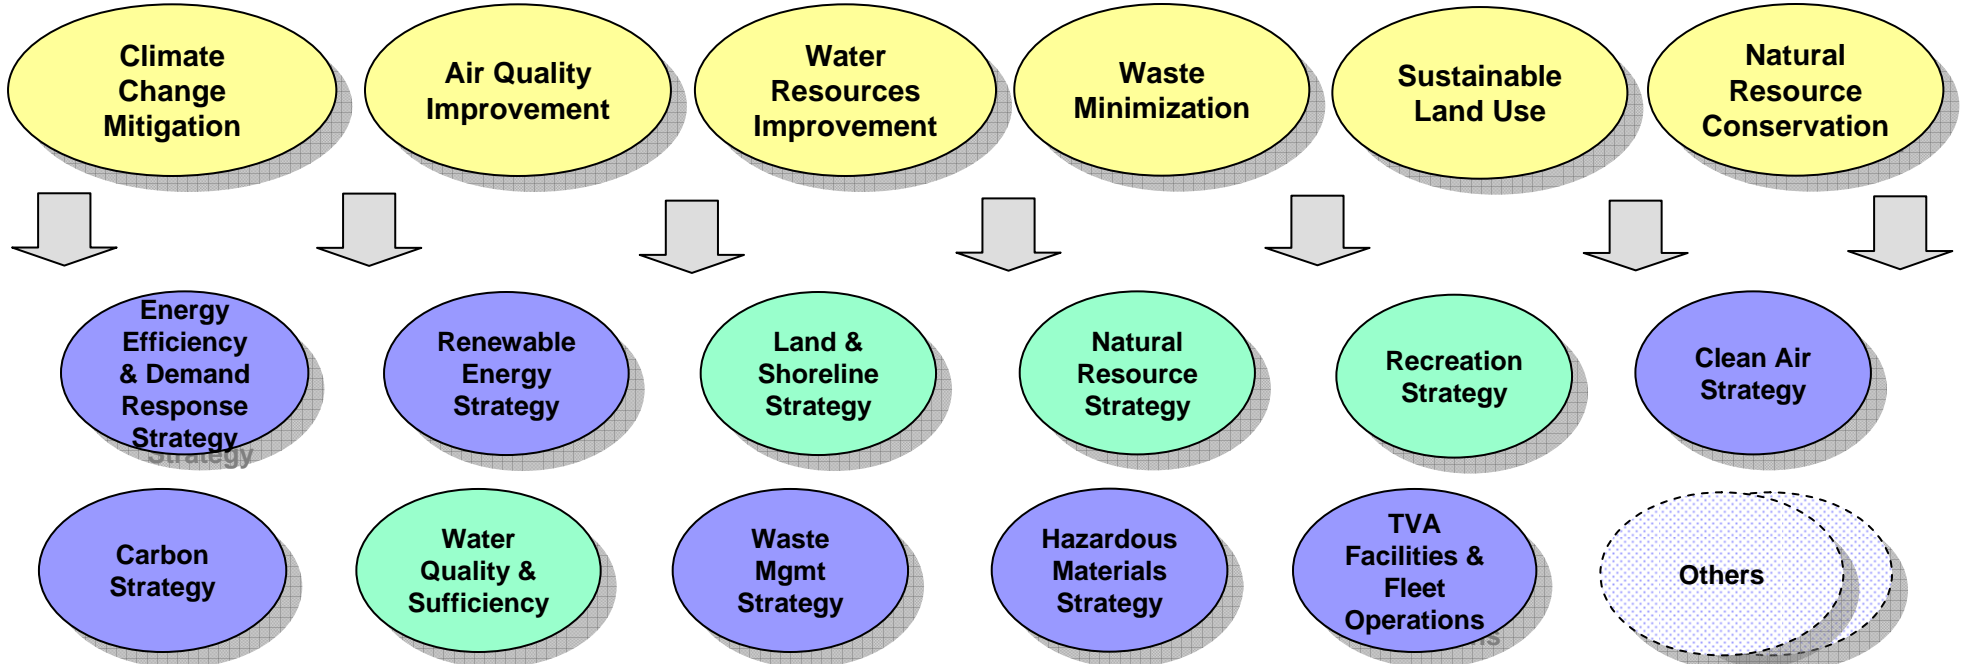 Climate
Change
Mitigation
Air Quality
Improvement
Water
Resources
Improvement
Waste
Minimization
Sustainable
Land Use
Natural
Resource
Conservation
Energy
Efficiency
& Demand
Response
Strategy
Renewable
Energy
Strategy
Land &
Shoreline
Strategy
Natural
Resource
Strategy
Recreation
Strategy
Clean Air
Strategy
Carbon
Strategy
Water
Quality &
Sufficiency
Waste
Mgmt
Strategy
Hazardous
Materials
Strategy
TVA
Facilities &
Fleet
Operations
Others